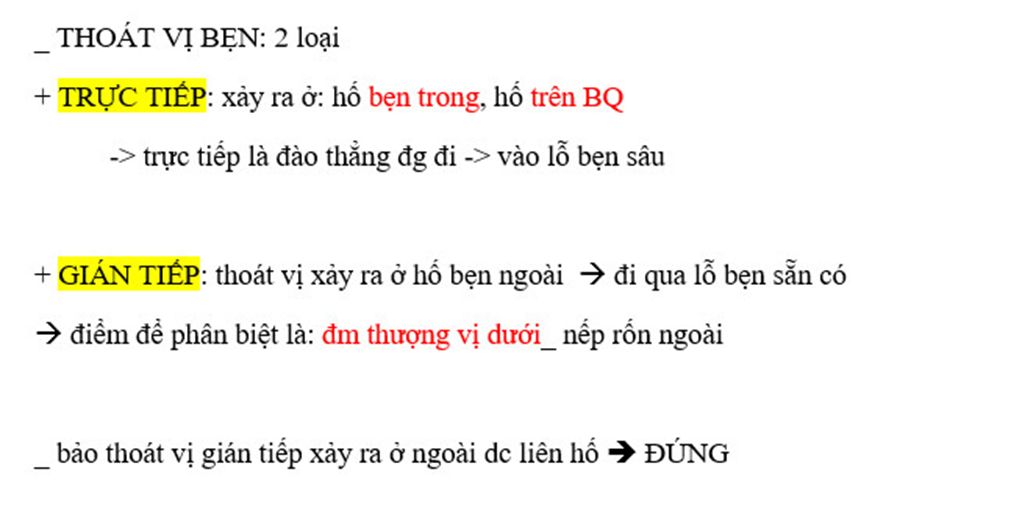 _ THOÁT VỊ BẸN: 2 loại
+ TRỰC TIẾP: xảy ra ở: hố bẹn trong, hố trên BQ
-> trực tiếp là đào thẳng đg đi -> vào lỗ bẹn sâu
+ GIÁN TIẾP: thoát vị xảy ra ở hố bẹn ngoài → đi qua lỗ bẹn sẵn có
→ điểm để phân biệt là: đm thượng vị dưới_ nếp rốn ngoài
_ bảo thoát vị gián tiếp xảy ra ở ngoài dc liên hố → ĐÚNG